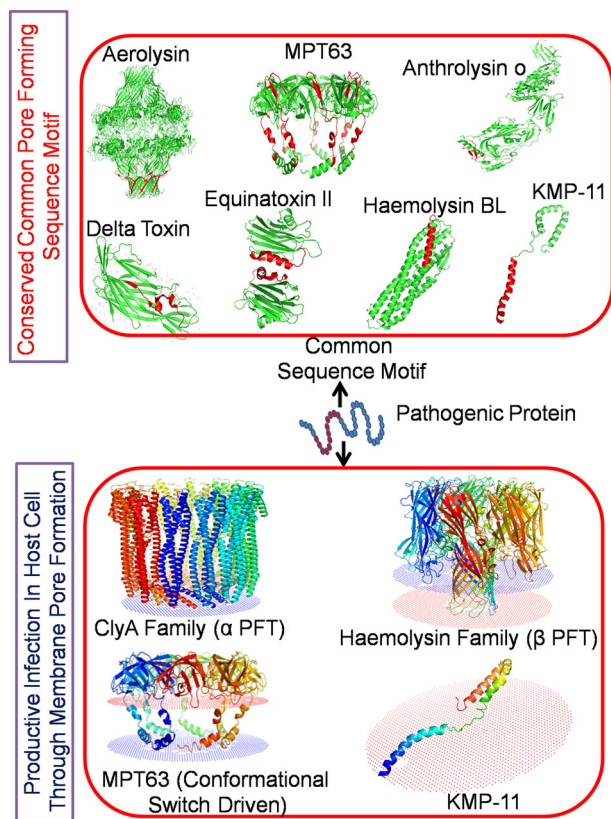 Conserved Common Pore Forming
Sequence Motif
Aerolysin
MPT63
Anthrolysin o
Delta Toxin
Equinatoxin II
Haemolysin BL
KMP-11
Common
Sequence Motif
Pathogenic Protein
Productive Infection In Host Cell
Through Membrane Pore Formation
ClyA Family (α PFT)
Haemolysin Family (β PFT)
MPT63 (Conformational
Switch Driven)
KMP-11